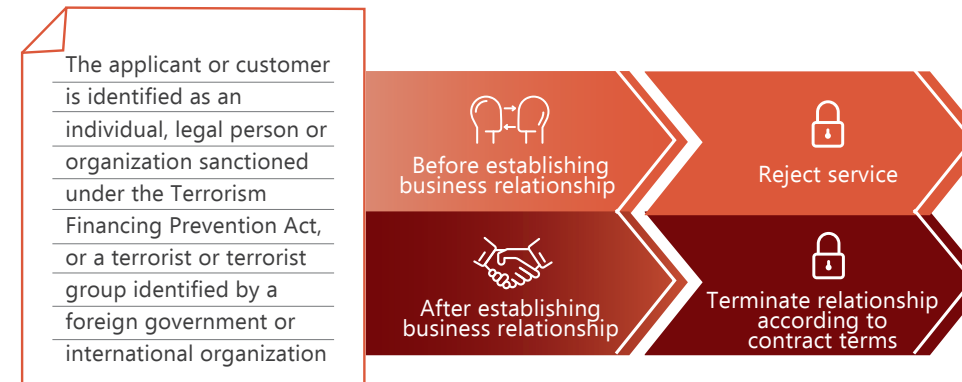 The applicant or customer
is identified as an
individual, legal person or
organization sanctioned
under the Terrorism
Financing Prevention Act,
or a terrorist or terrorist
group identified by a
foreign government or
international organization
Before establishing
business relationship
Reject service
After establishing
business relationship
Terminate relationship
according to
contract terms